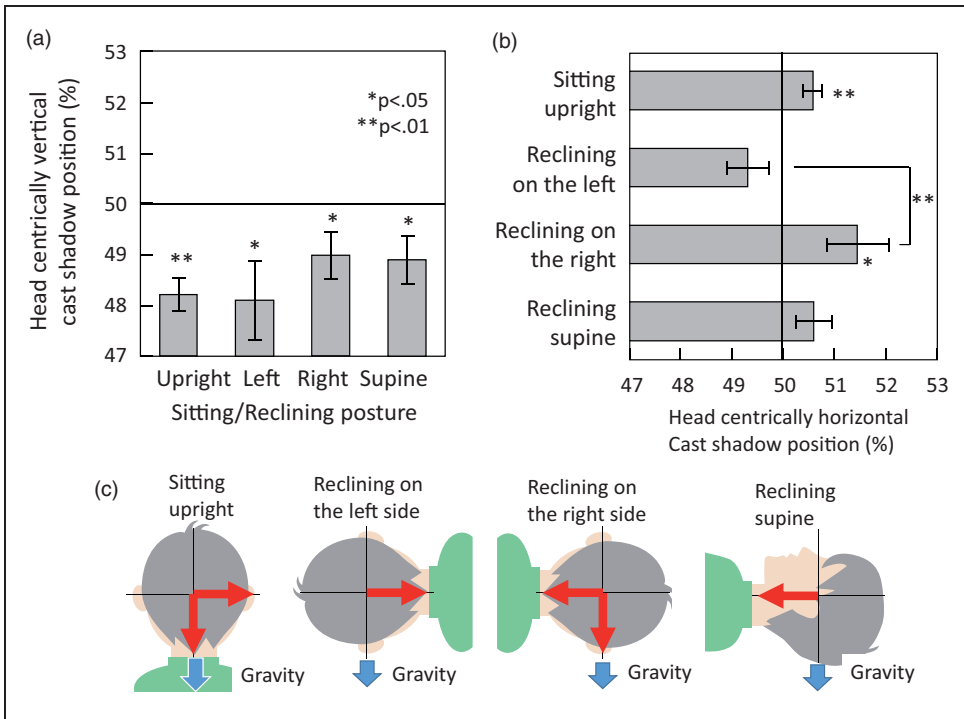 (a)
53
52
51
50
49
48
47
Head centrically vertical
cast shadow position (%)
*p<.05
**p<.01
**
*
*
*
Upright Left Right Supine
Sitting/Reclining posture
(b)
Sitting
upright
Reclining
on the left
Reclining on
the right
Reclining
supine
**
**
*
47 48 49 50 51 52 53
Head centrically horizontal
Cast shadow position (%)
(c)
Sitting
upright
Reclining on
the left side
Reclining on
the right side
Reclining
supine
Gravity
Gravity
Gravity
Gravity